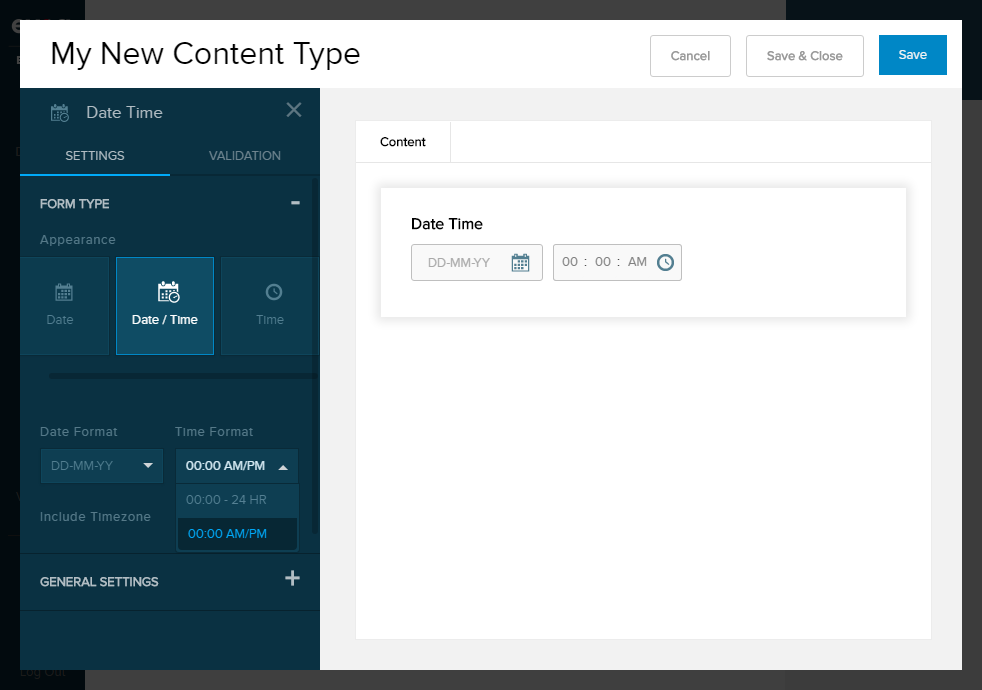 My New Content Type
Cancel
Save & Close
Save
Date Time
SETTINGS
VALIDATION
FORM TYPE
Appearance
Date
Date / Time
Time
Date Format
Time Format
DD-MM-YY
00:00 AM/PM
00:00 - 24 HR
00:00 AM/PM
Include Timezone
GENERAL SETTINGS
Content
Date Time
DD-MM-YY
00 : 00 : AM
Log Out